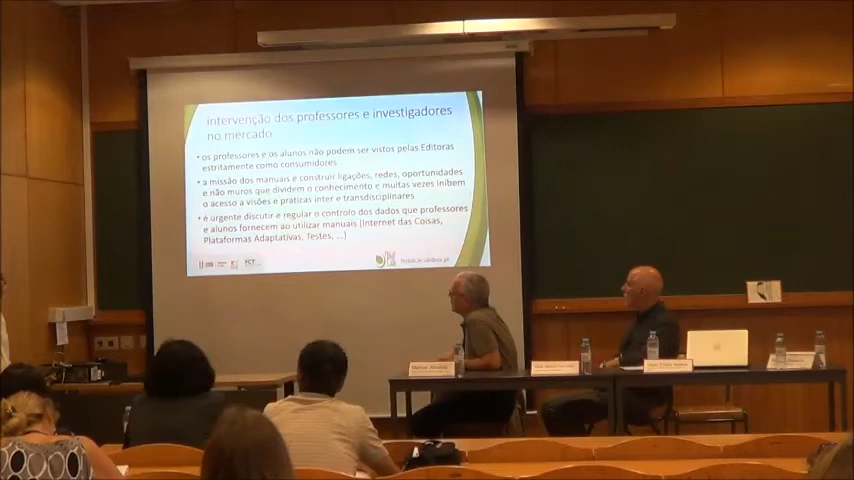 intervenção dos professores e investigadores
no mercado
• os professores e os alunos não podem ser vistos pelas Editoras
estritamente como consumidores
• a missão dos manuais é construir ligações, redes, oportunidades
e não muros que dividem o conhecimento e muitas vezes inibem
o acesso a visões e práticas inter e transdisciplinares
• é urgente discutir e regular o controlo dos dados que professores
e alunos fornecem ao utilizar manuais (Internet das Coisas,
Plataformas Adaptativas, Testes, ...)
FCT